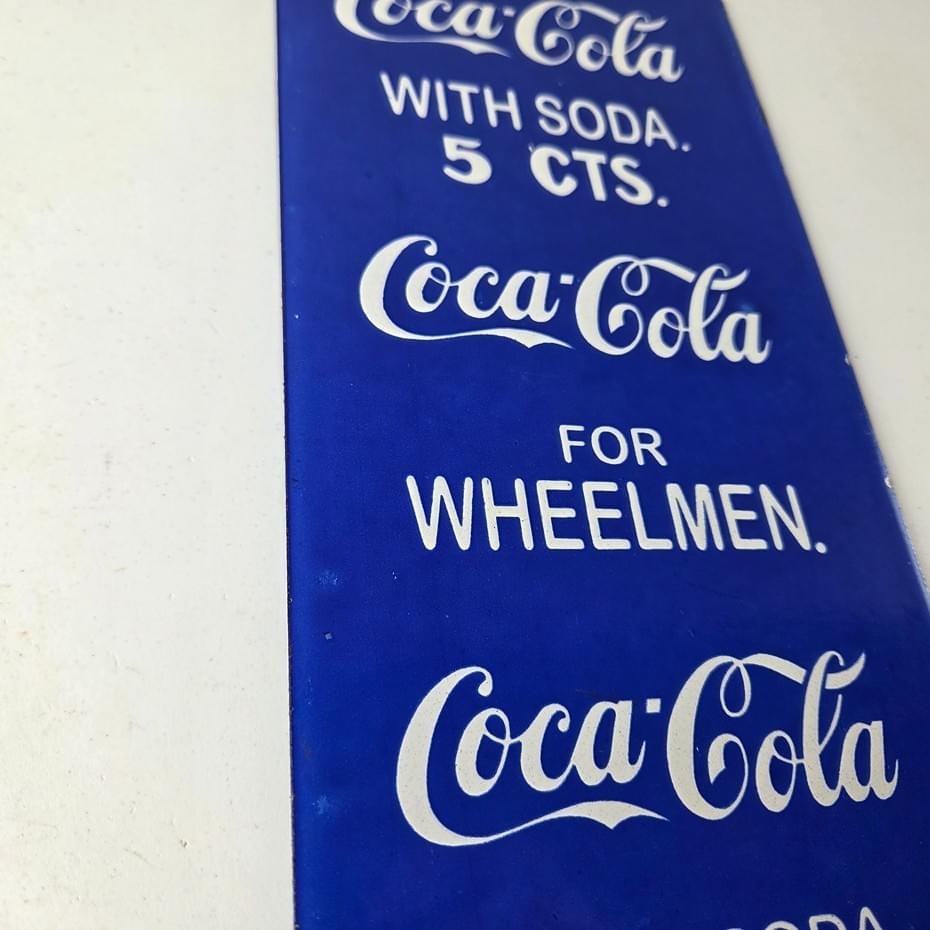 Coca-Cola
WITH SODA.
5 CTS.
Coca-Cola
FOR
WHEELMEN.
Coca-Cola